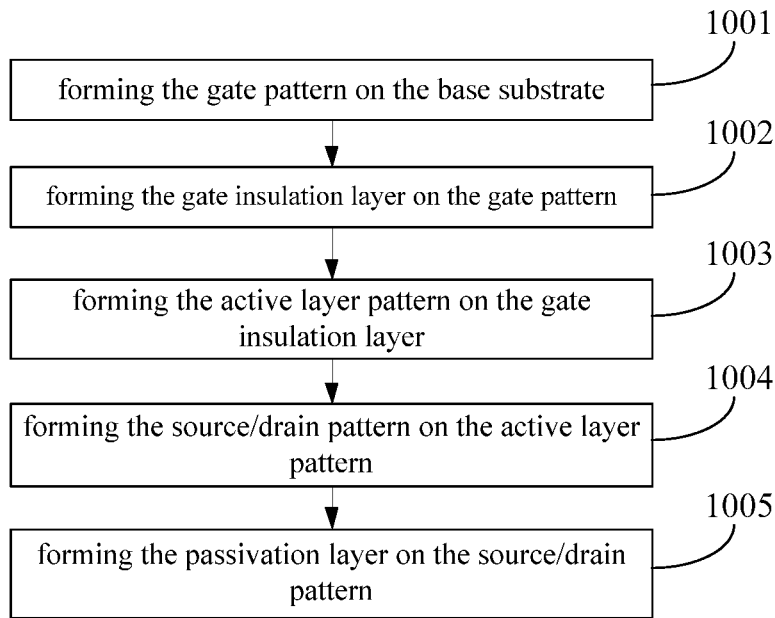 1001
forming the gate pattern on the base substrate
1002
forming the gate insulation layer on the gate pattern
1003
forming the active layer pattern on the gate
insulation layer
1004
forming the source/drain pattern on the active layer
pattern
1005
forming the passivation layer on the source/drain
pattern